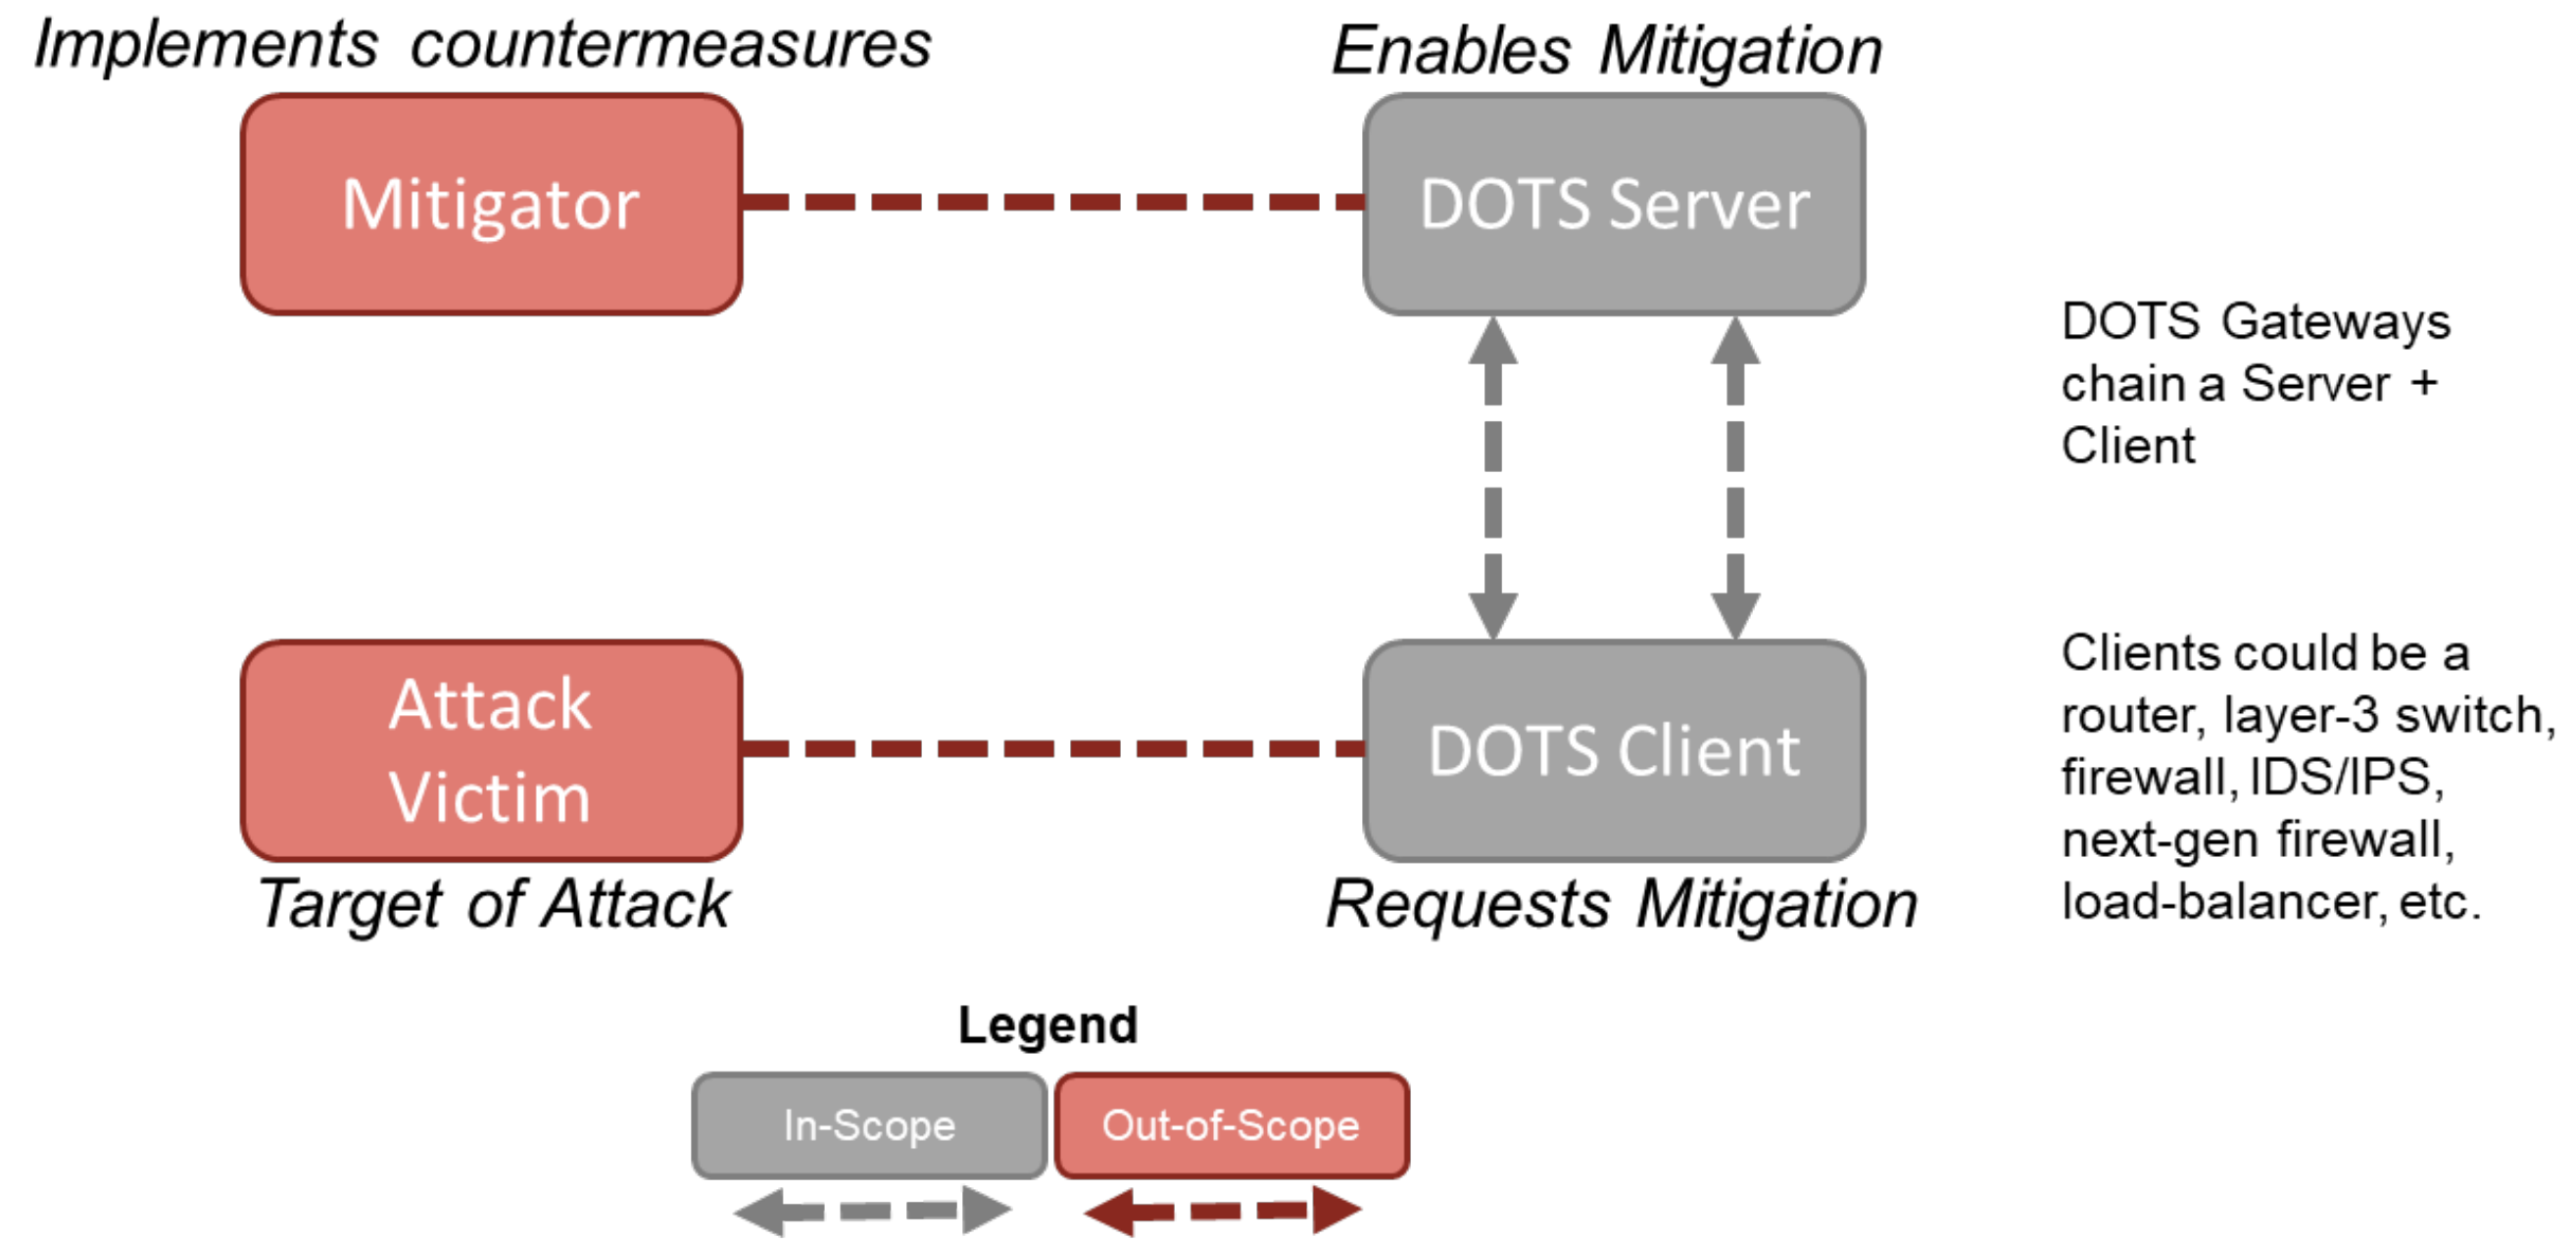 Implements countermeasures
Enables Mitigation
Mitigator
DOTS Server
DOTS Gateways
chain a Server +
Client
Attack
Victim
DOTS Client
Clients could be a
router, layer-3 switch,
firewall, IDS/IPS,
next-gen firewall,
load-balancer, etc.
Target of Attack
Requests Mitigation
Legend
In-Scope
Out-of-Scope